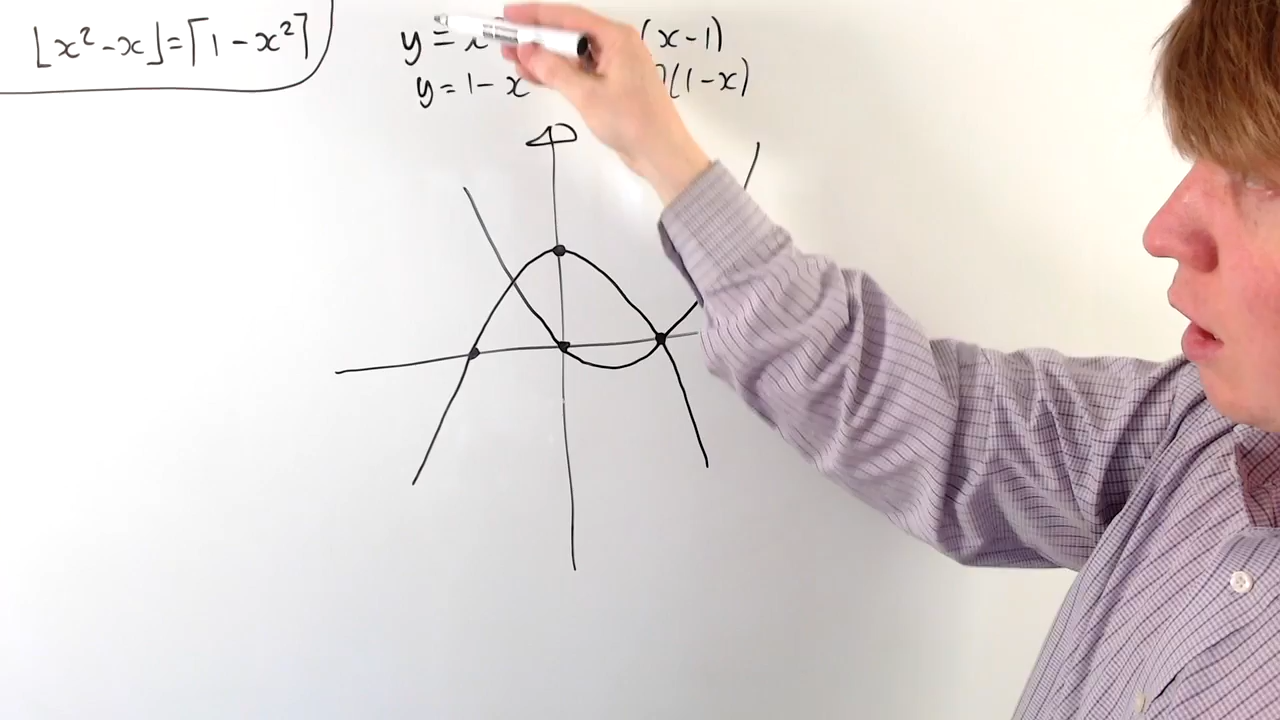 ⌊x²-x⌋=⌈1-x²⌉
y= x (x-1)
y=1-x )(1-x)